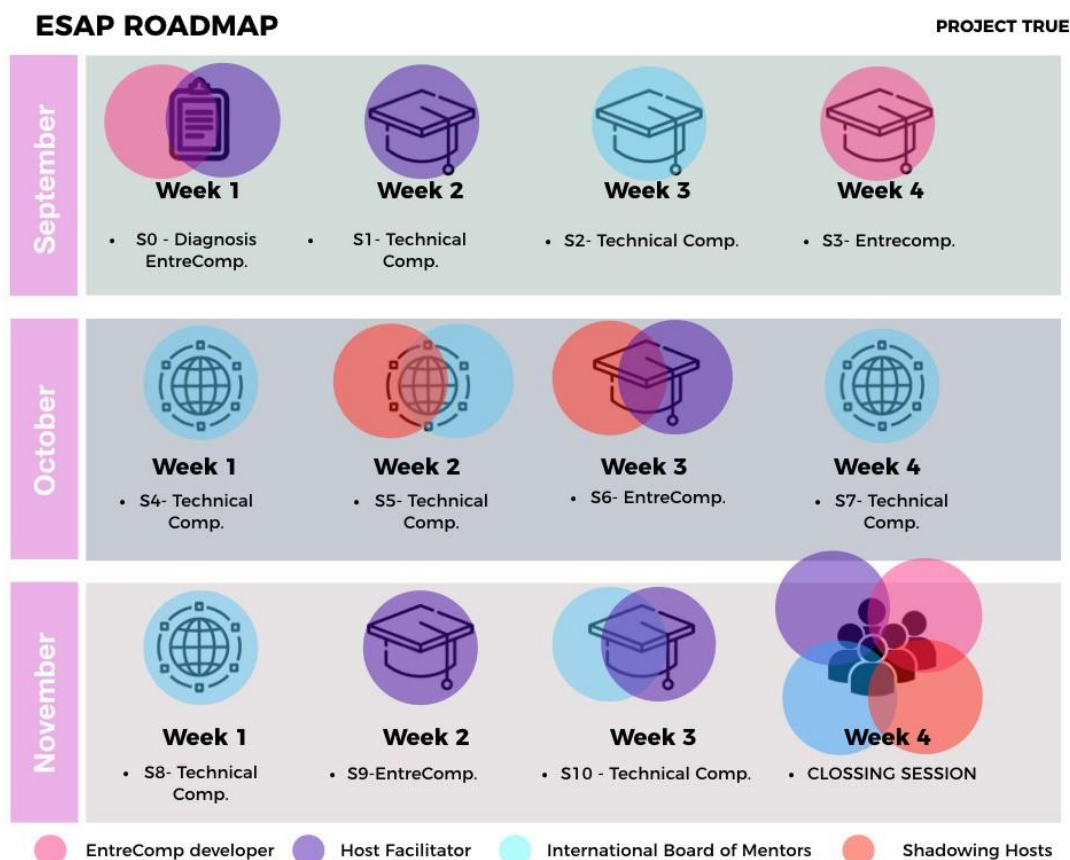 ESAP ROADMAP
PROJECT TRUE
September
Week 1
Week 2
Week 3
Week 4
• S0 - Diagnosis
EntreComp.
• S1- Technical
Comp.
• S2- Technical Comp.
• S3- Entrecomp.
October
Week 1
Week 2
Week 3
Week 4
• S4- Technical
Comp.
• S5- Technical
Comp.
• S6- EntreComp.
• S7- Technical
Comp.
November
Week 1
Week 2
Week 3
Week 4
• S8- Technical
Comp.
• S9-EntreComp.
• S10 - Technical Comp.
• CLOSSING SESSION
EntreComp developer
Host Facilitator
International Board of Mentors
Shadowing Hosts